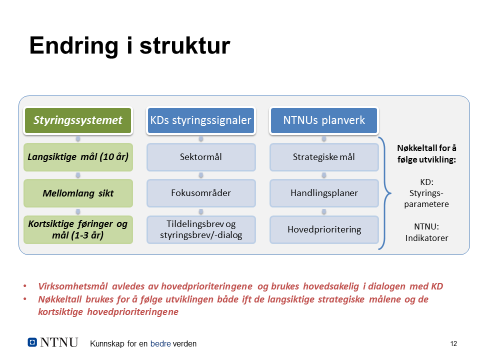 Endring i struktur
Styringssystemet
KDs styringssignaler
NTNUs planverk
Langsiktige mål (10 år)
Sektormål
Strategiske mål
Mellomlang sikt
Fokusområder
Handlingsplaner
Kortsiktige føringer og
mål (1-3 år)
Tildelingsbrev og
styringsbrev/-dialog
Hovedprioritering
Nøkkeltall for å
følge utvikling:
KD:
Styrings-
parametere
NTNU:
Indikatorer
• Virksomhetsmål avledes av hovedprioriteringene og brukes hovedsakelig i dialogen med KD
• Nøkkeltall brukes for å følge utviklingen både ift de langsiktige strategiske målene og de
kortsiktige hovedprioriteringene
NTNU Kunnskap for en bedre verden
12